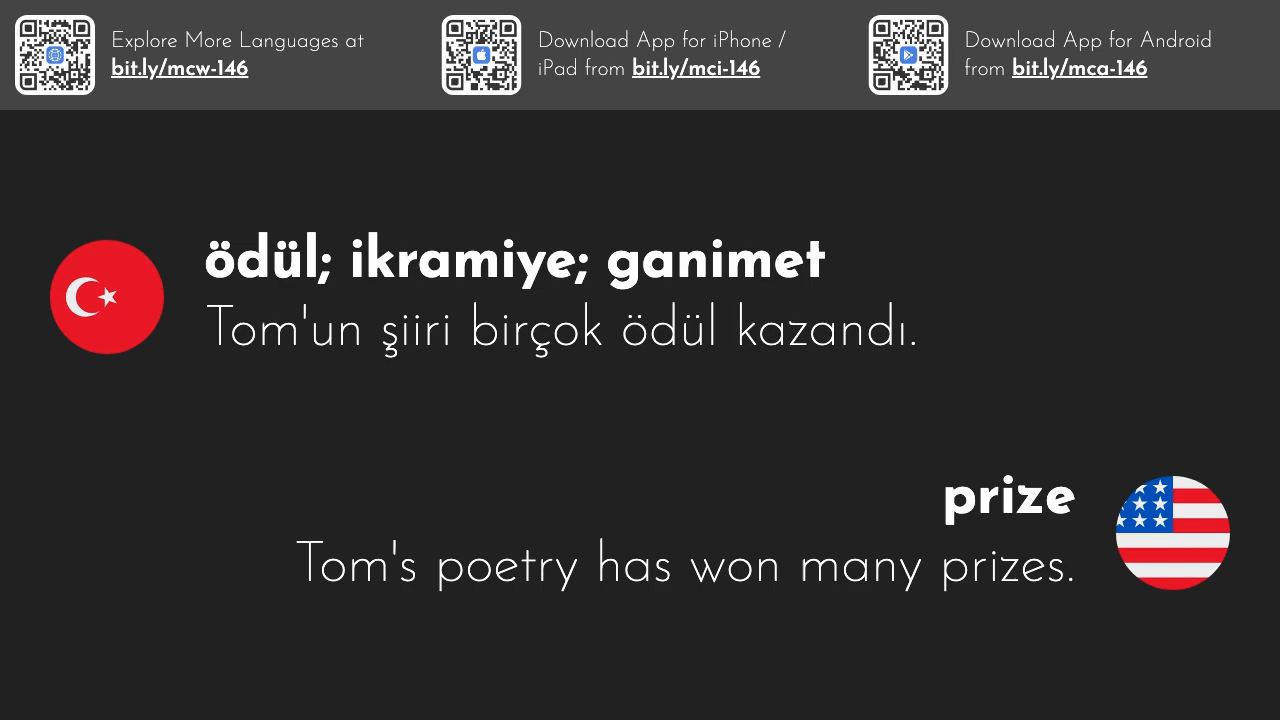 Explore More Languages at
bit.ly/mcw-146
Download App for iPhone /
iPad from bit.ly/mci-146
Download App for Android
from bit.ly/mca-146
ödül; ikramiye; ganimet
Tom'un şiiri birçok ödül kazandı.
prize
Tom's poetry has won many prizes.